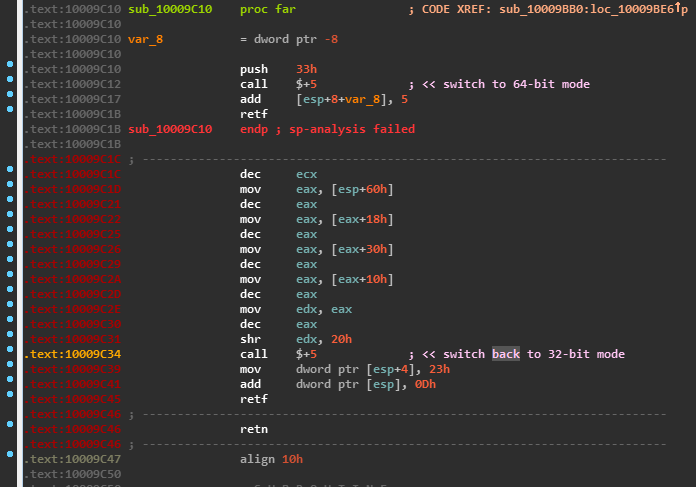 .text:10009C10 sub_10009C10 proc far ; CODE XREF: sub_10009BB0:loc_10009BE6↑p
.text:10009C10
.text:10009C10 var_8 = dword ptr -8
.text:10009C10
.text:10009C10 push 33h
.text:10009C12 call $+5 ; << switch to 64-bit mode
.text:10009C17 add [esp+8+var_8], 5
.text:10009C1B retf
.text:10009C1B sub_10009C10 endp ; sp-analysis failed
.text:10009C1B
.text:10009C1C ; ---------------------------------------------------------------------------
.text:10009C1C dec ecx
.text:10009C1D mov eax, [esp+60h]
.text:10009C21 dec eax
.text:10009C22 mov eax, [eax+18h]
.text:10009C25 dec eax
.text:10009C26 mov eax, [eax+30h]
.text:10009C29 dec eax
.text:10009C2A mov eax, [eax+10h]
.text:10009C2D dec eax
.text:10009C2E mov edx, eax
.text:10009C30 dec eax
.text:10009C31 shr edx, 20h
.text:10009C34 call $+5 ; << switch back to 32-bit mode
.text:10009C39 mov dword ptr [esp+4], 23h
.text:10009C41 add dword ptr [esp], 0Dh
.text:10009C45 retf
.text:10009C46 ; ---------------------------------------------------------------------------
.text:10009C46 retn
.text:10009C46 ; ---------------------------------------------------------------------------
.text:10009C47 align 10h
.text:10009C50